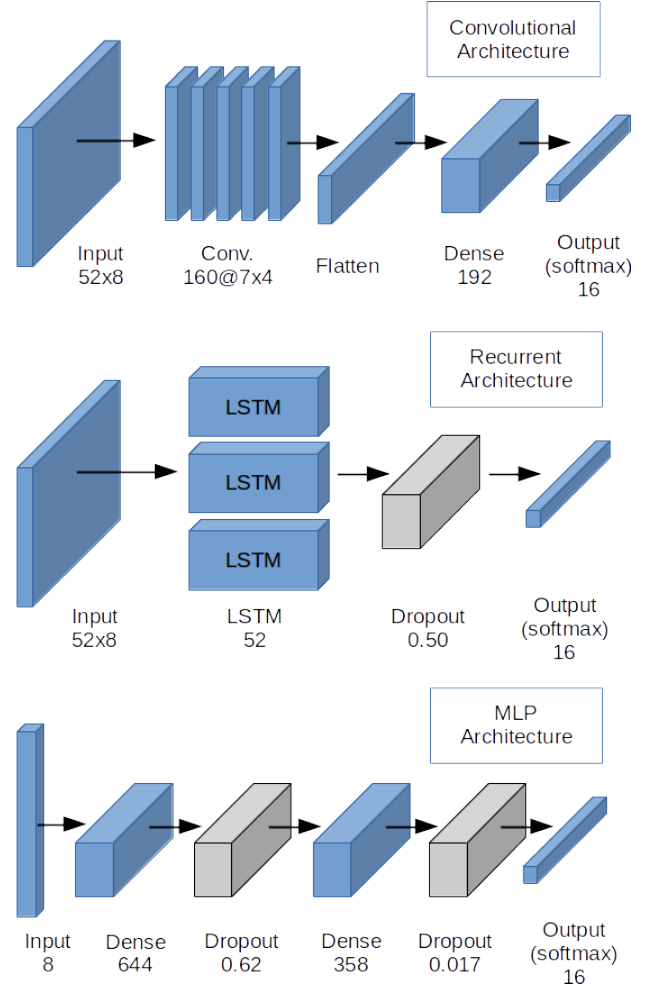 Convolutional
Architecture
Input
52x8
Conv.
160@7x4
Flatten
Dense
192
Output
(softmax)
16
Recurrent
Architecture
LSTM
LSTM
LSTM
Input
52x8
LSTM
52
Dropout
0.50
Output
(softmax)
16
MLP
Architecture
Input
8
Dense
644
Dropout
0.62
Dense
358
Dropout
0.017
Output
(softmax)
16